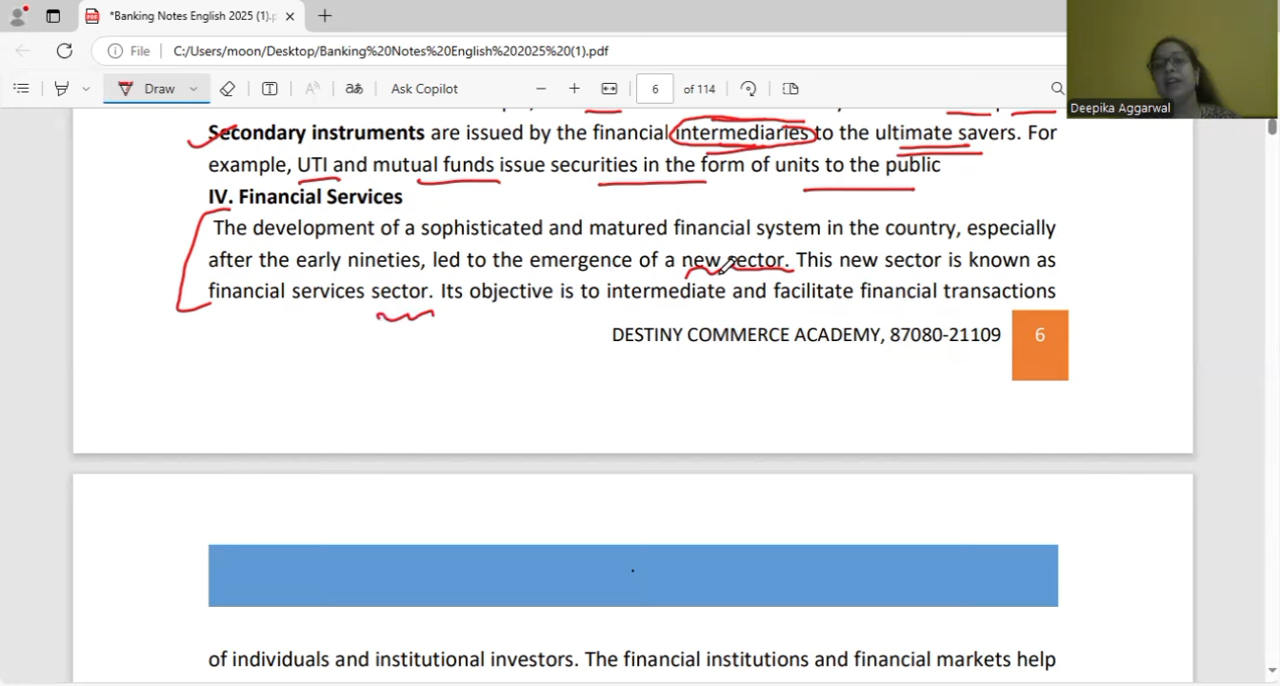 *Banking Notes English 2025 (1).p
File C:/Users/moon/Desktop/Banking%20Notes%20English%202025%20(1).pdf
Draw aあ Ask Copilot 6 of 114
Deepika Aggarwal
Secondary instruments are issued by the financial intermediaries to the ultimate savers. For
example, UTI and mutual funds issue securities in the form of units to the public
IV. Financial Services
The development of a sophisticated and matured financial system in the country, especially
after the early nineties, led to the emergence of a new sector. This new sector is known as
financial services sector. Its objective is to intermediate and facilitate financial transactions
DESTINY COMMERCE ACADEMY, 87080-21109 6
of individuals and institutional investors. The financial institutions and financial markets help